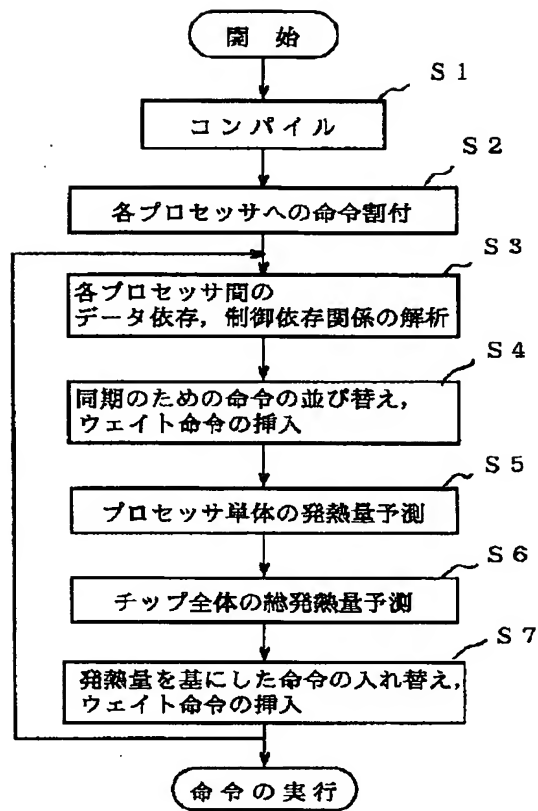 開始
S1
コンパイル
S2
各プロセッサへの命令割付
S3
各プロセッサ間の
データ依存,制御依存関係の解析
S4
同期のための命令の並び替え,
ウェイト命令の挿入
S5
プロセッサ単体の発熱量予測
S6
チップ全体の総発熱量予測
S7
発熱量を基にした命令の入れ替え,
ウェイト命令の挿入
命令の実行